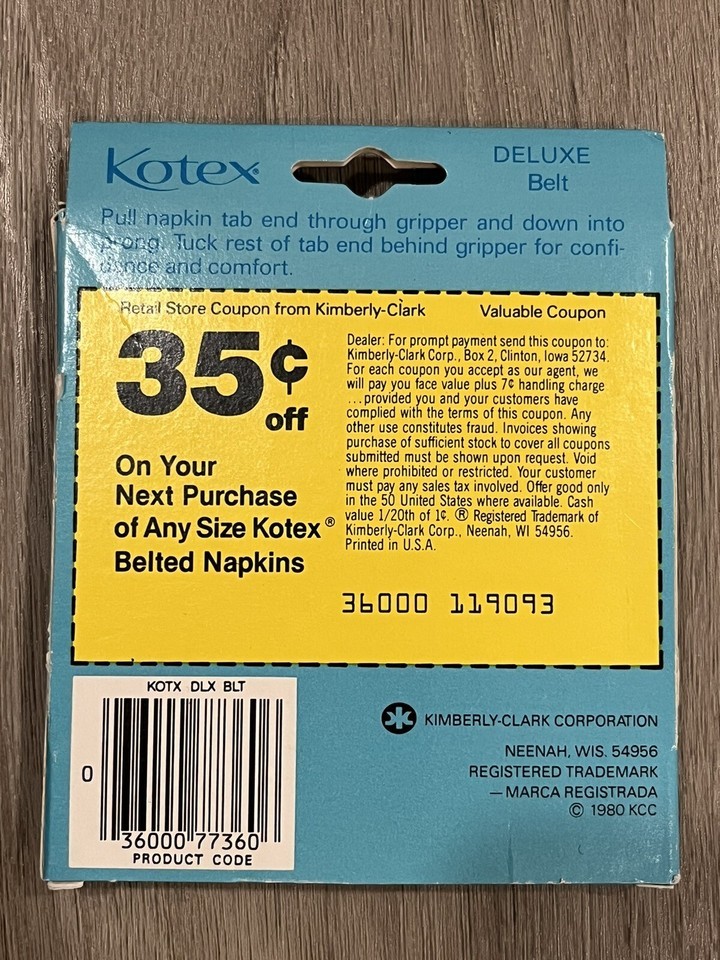 Kotex®
DELUXE
Belt
Pull napkin tab end through gripper and down into
prong. Tuck rest of tab end behind gripper for confi-
dence and comfort.
Retail Store Coupon from Kimberly-Clark
Valuable Coupon
35¢
off
On Your
Next Purchase
of Any Size Kotex®
Belted Napkins
Dealer: For prompt payment send this coupon to:
Kimberly-Clark Corp., Box 2, Clinton, Iowa 52734.
For each coupon you accept as our agent, we
will pay you face value plus 7¢ handling charge
...provided you and your customers have
complied with the terms of this coupon. Any
other use constitutes fraud. Invoices showing
purchase of sufficient stock to cover all coupons
submitted must be shown upon request. Void
where prohibited or restricted. Your customer
must pay any sales tax involved. Offer good only
in the 50 United States where available. Cash
value 1/20th of 1¢. ® Registered Trademark of
Kimberly-Clark Corp., Neenah, WI 54956.
Printed in U.S.A.
36000 119093
KOTX DLX BLT
0
36000 77360
PRODUCT CODE
KIMBERLY-CLARK CORPORATION
NEENAH, WIS. 54956
REGISTERED TRADEMARK
— MARCA REGISTRADA
© 1980 KCC